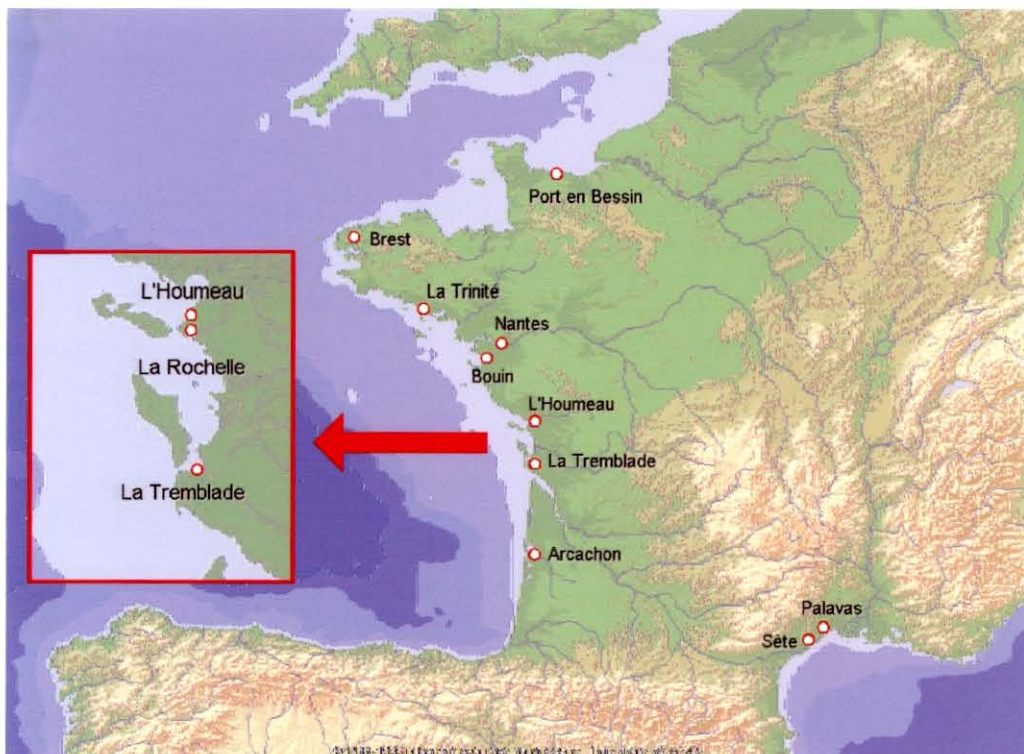 Port en Bessin
Brest
La Trinité
Nantes
Bouin
L'Houmeau
La Tremblade
Arcachon
Palavas
Sète
L'Houmeau
La Rochelle
La Tremblade